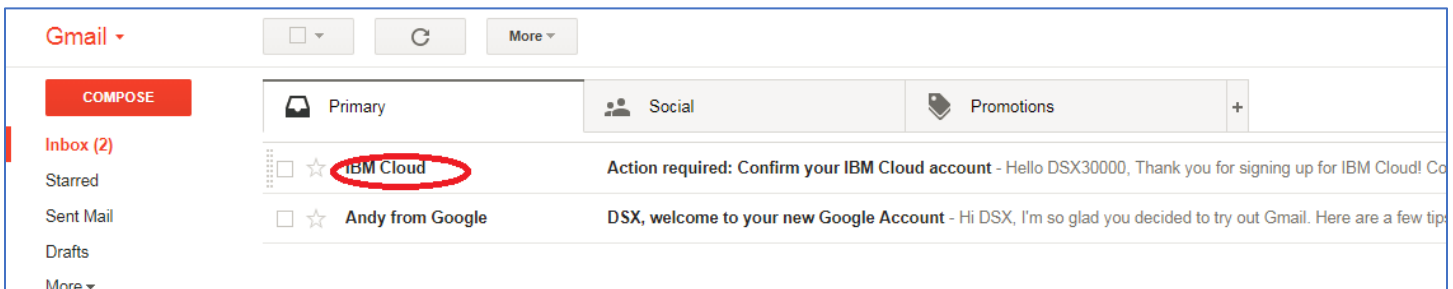 Gmail
More
COMPOSE
Primary
Social
Promotions
+
Inbox (2)
IBM Cloud Action required: Confirm your IBM Cloud account - Hello DSX30000, Thank you for signing up for IBM Cloud! Co
Starred
Sent Mail
Andy from Google DSX, welcome to your new Google Account - Hi DSX, I'm so glad you decided to try out Gmail. Here are a few tip
Drafts
More